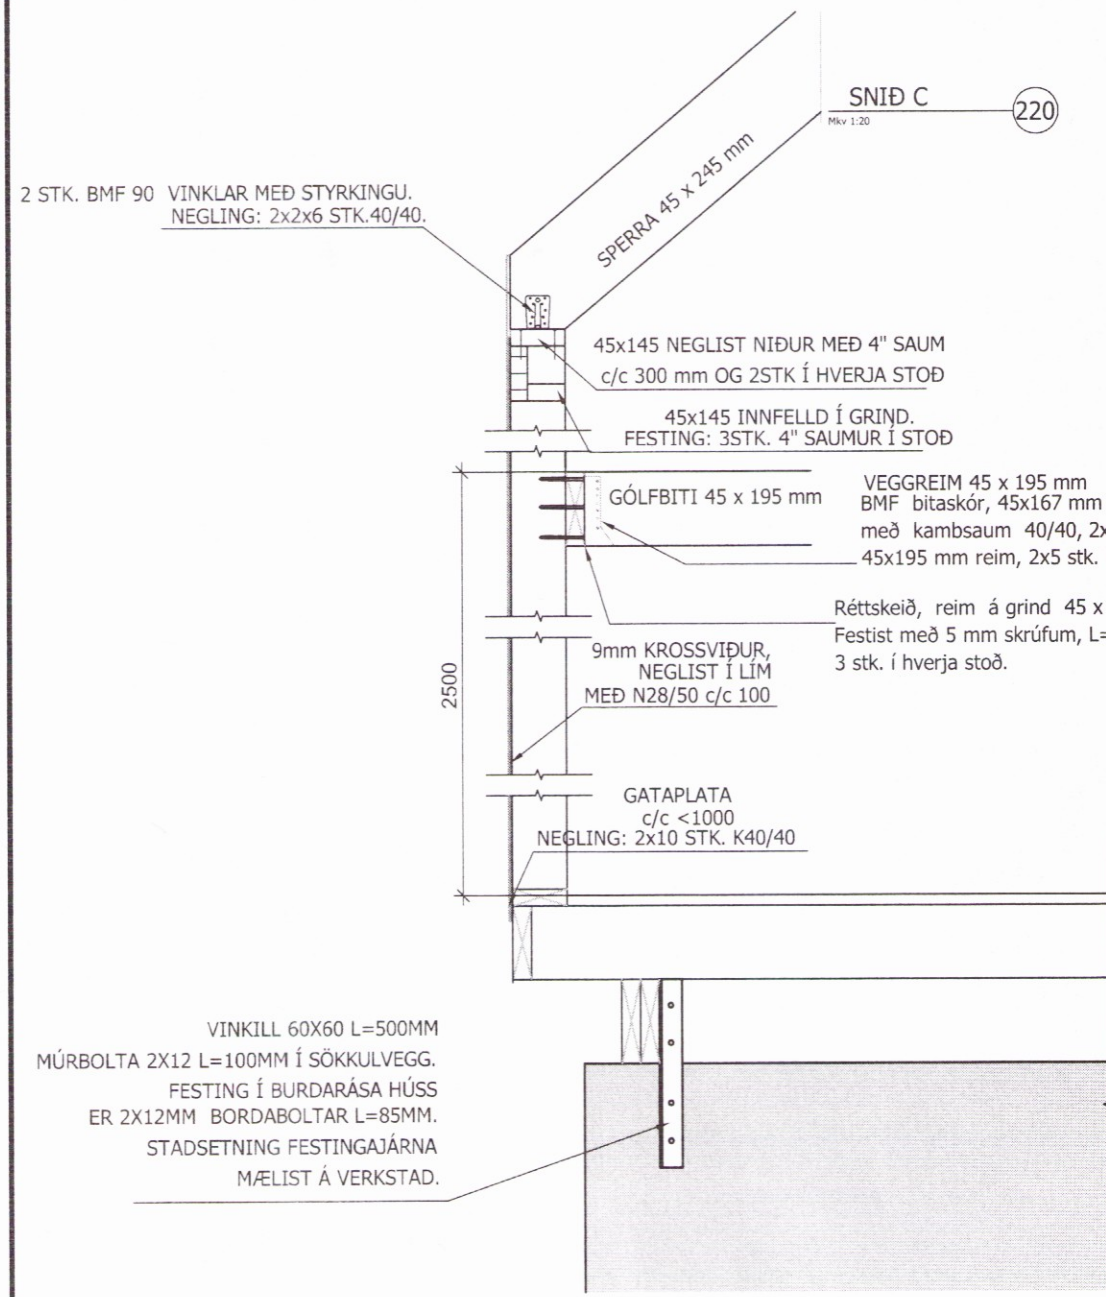 SNIÐ C
220
Mkv 1:20
2 STK. BMF 90 VINKLAR MEÐ STYRKINGU.
NEGLING: 2x2x6 STK.40/40.
SPERRA 45 x 245 mm
45x145 NEGLIST NIÐUR MEÐ 4" SAUM
c/c 300 mm OG 2STK Í HVERJA STOÐ
45x145 INNFELLD Í GRIND.
FESTING: 3STK. 4" SAUMUR Í STOÐ
GÓLFBITI 45 x 195 mm
VEGGREIM 45 x 195 mm
BMF bitaskór, 45x167 mm
með kambsaum 40/40, 2x
45x195 mm reim, 2x5 stk.
Réttskeið, reim á grind 45 x
Festist með 5 mm skrúfum, L=
3 stk. í hverja stoð.
9mm KROSSVIÐUR,
NEGLIST Í LÍM
MEÐ N28/50 c/c 100
2500
GATAPLATA
c/c <1000
NEGLING: 2x10 STK. K40/40
VINKILL 60X60 L=500MM
MÚRBOLTA 2X12 L=100MM Í SÖKKULVEGG.
FESTING Í BURDARÁSA HÚSS
ER 2X12MM BORDABOLTAR L=85MM.
STADSETNING FESTINGAJÁRNA
MÆLIST Á VERKSTAD.